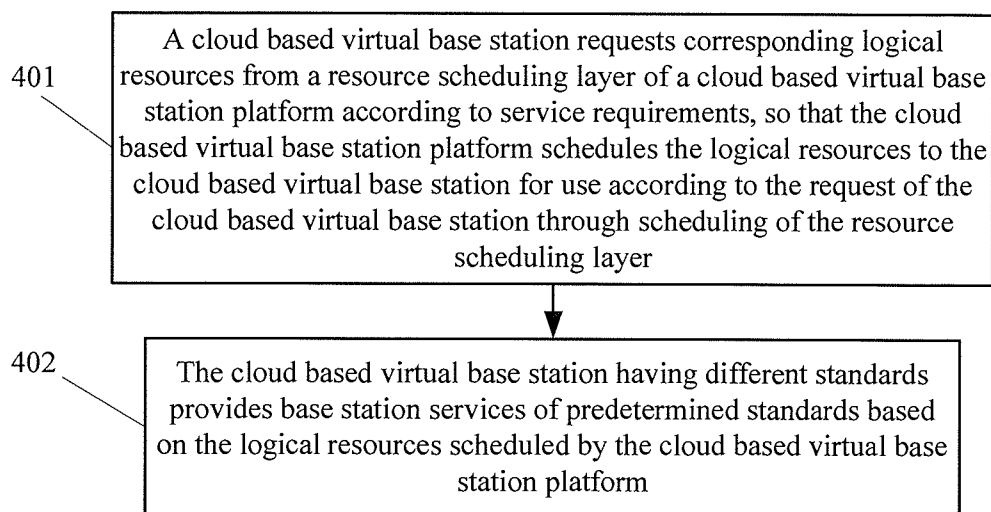 401
A cloud based virtual base station requests corresponding logical
resources from a resource scheduling layer of a cloud based virtual base
station platform according to service requirements, so that the cloud
based virtual base station platform schedules the logical resources to the
cloud based virtual base station for use according to the request of the
cloud based virtual base station through scheduling of the resource
scheduling layer
402
The cloud based virtual base station having different standards
provides base station services of predetermined standards based
on the logical resources scheduled by the cloud based virtual base
station platform